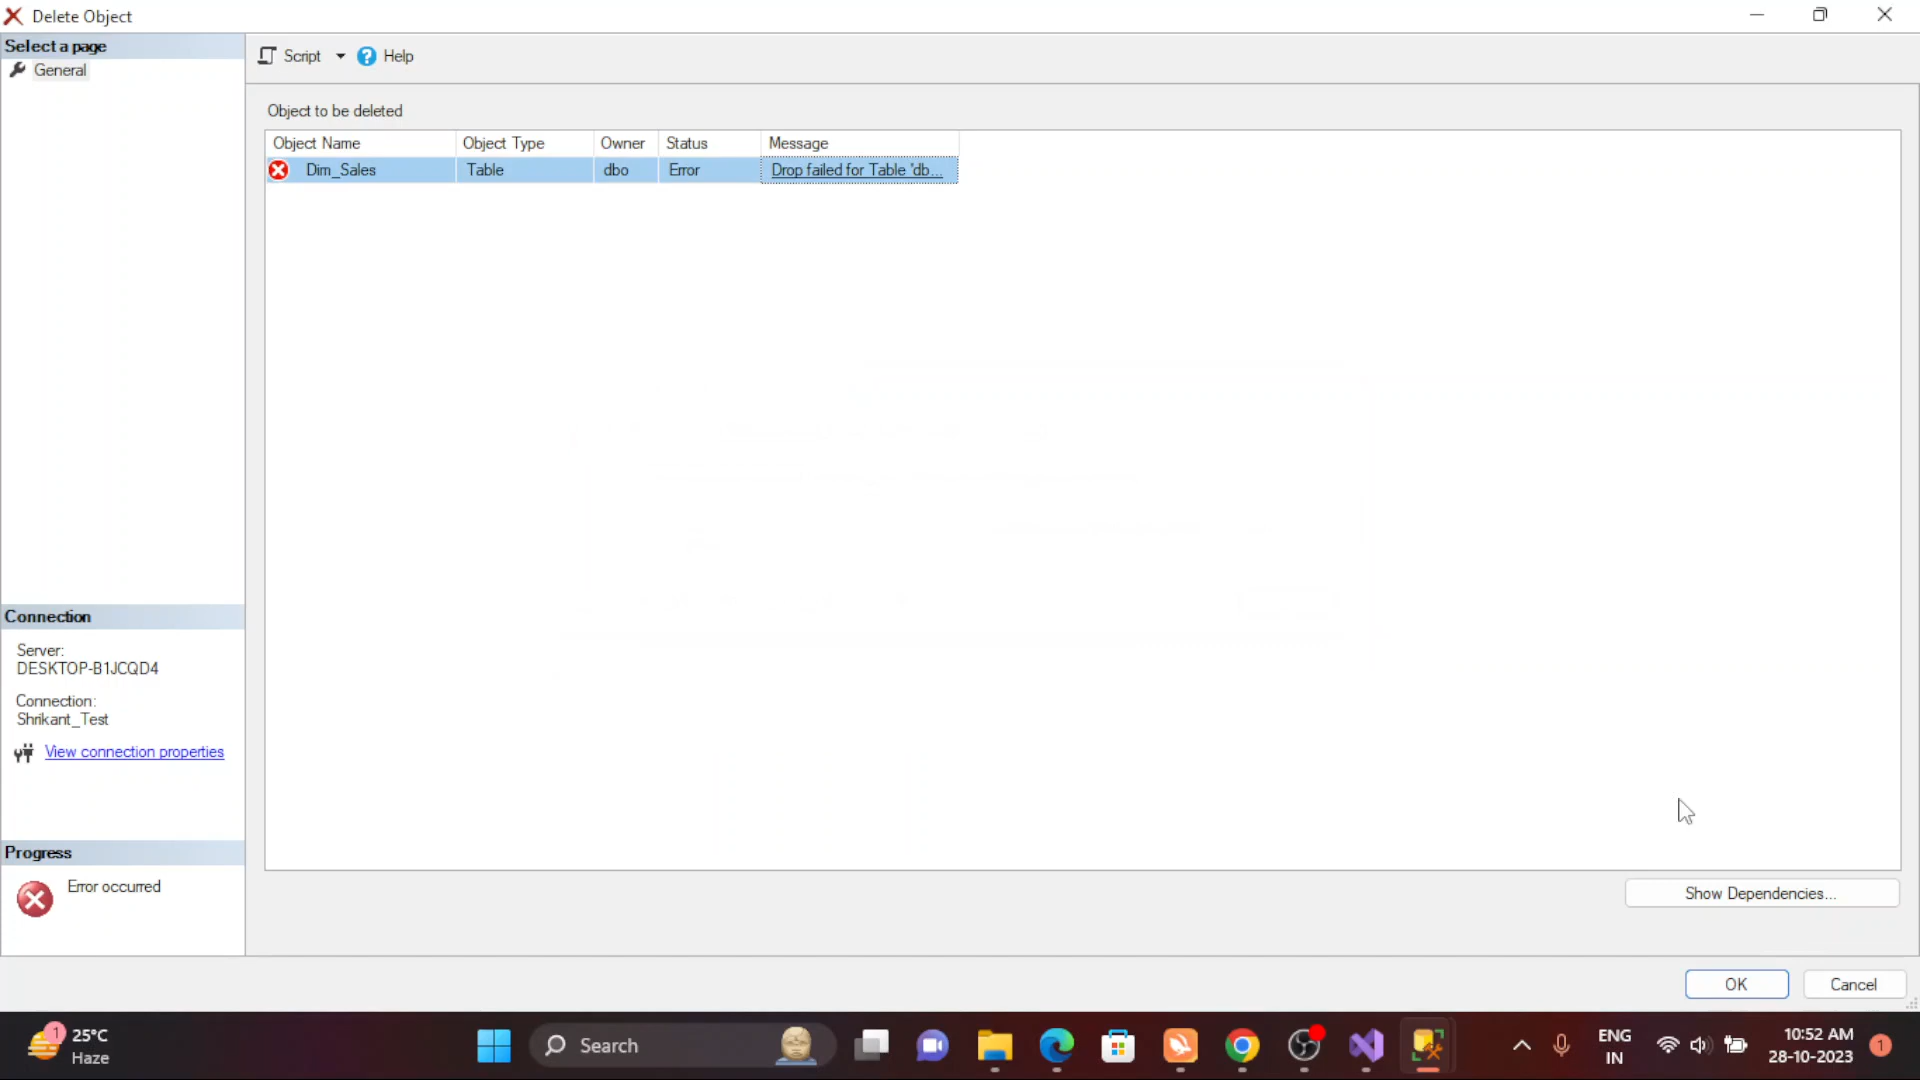 Delete Object
Select a page
General
Script
Help
Object to be deleted
Object Name Object Type Owner Status Message
Dim_Sales Table dbo Error Drop failed for Table 'db...
Connection
Server:
DESKTOP-B1JCQD4
Connection:
Shrikant_Test
View connection properties
Progress
Error occurred
Show Dependencies...
OK Cancel
1
25°C
Haze
Search
ENG
IN
10:52 AM
28-10-2023
1